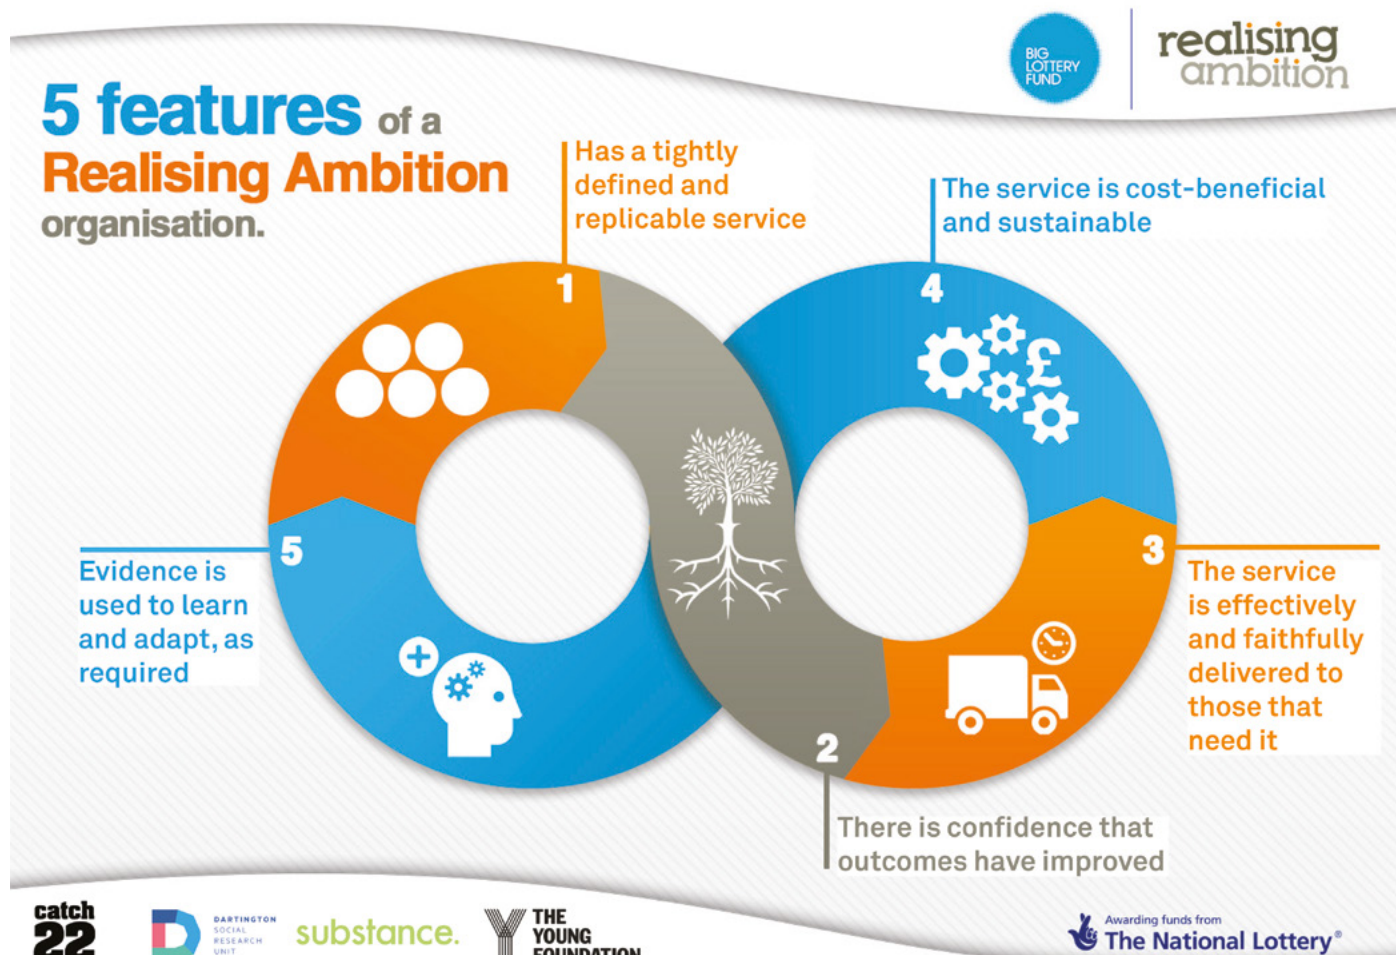 BIG
LOTTERY
FUND
realising
ambition
5 features of a
Realising Ambition
organisation.
1
Has a tightly
defined and
replicable service
4
The service is cost-beneficial
and sustainable
£
5
Evidence is
used to learn
and adapt, as
required
3
The service
is effectively
and faithfully
delivered to
those that
need it
2
There is confidence that
outcomes have improved
catch
22
DARTINGTON
SOCIAL
RESEARCH
UNIT
substance.
THE
YOUNG
FOUNDATION
Awarding funds from
The National Lottery®